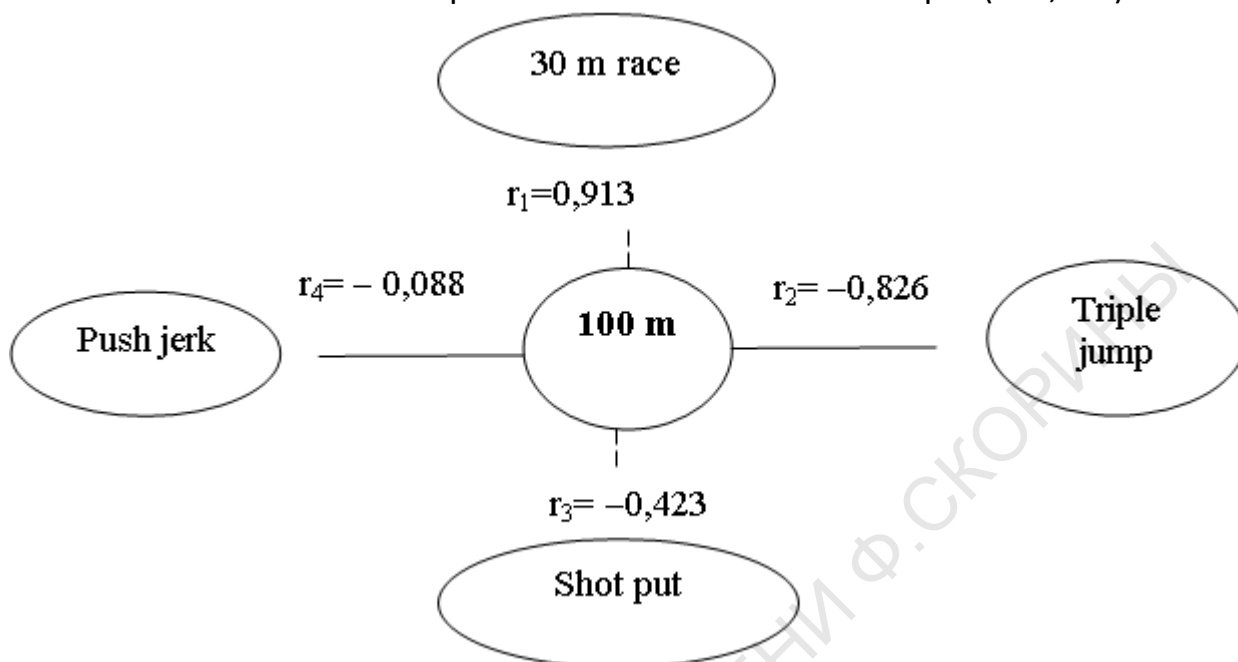 30 m race
r₁=0,913
r₄= – 0,088
r₂= –0,826
Push jerk
100 m
Triple
jump
r₃= –0,423
Shot put
Ф.СКОРИНЫ